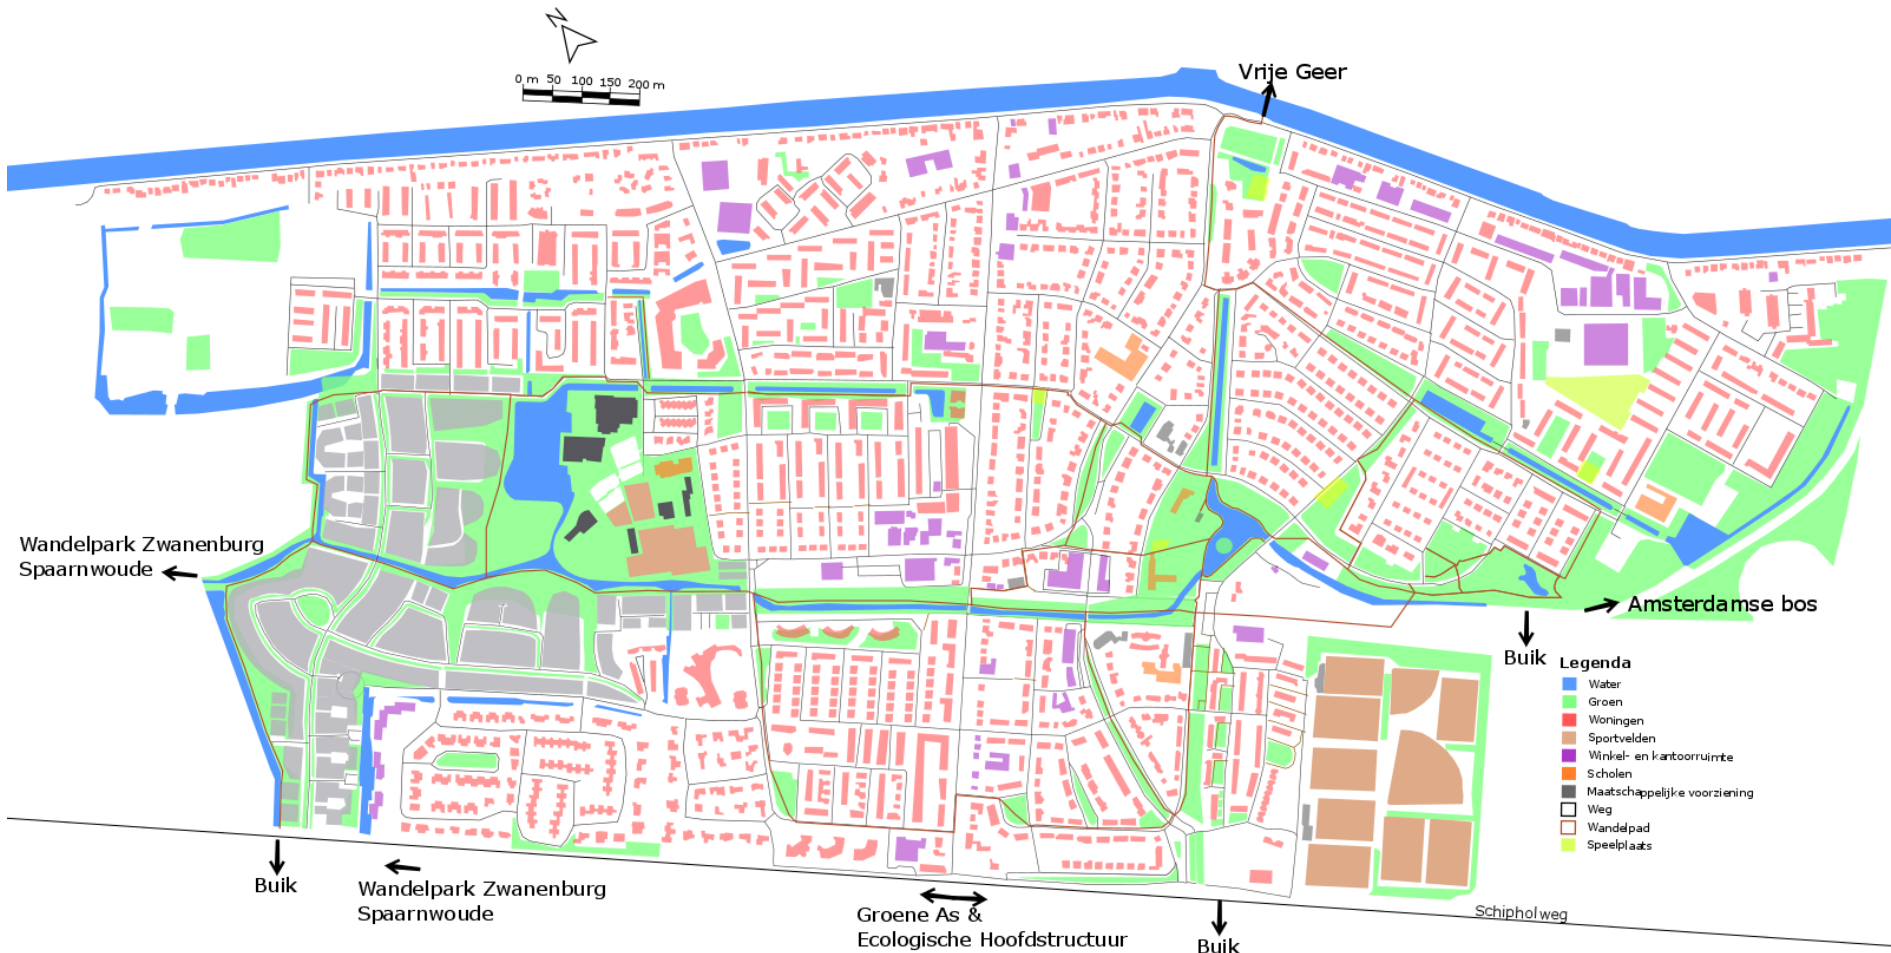 N
0 m 50 100 150 200 m
Vrije Geer
Wandelpark Zwanenburg
Spaarnwoude
Amsterdamse bos
Buik
Legenda
Water
Groen
Woningen
Sportvelden
Winkel- en kantoorruimte
Scholen
Maatschappelijke voorziening
Weg
Wandelpad
Speelplaats
Buik
Wandelpark Zwanenburg
Spaarnwoude
Groene As &
Ecologische Hoofdstructuur
Buik
Schipholweg